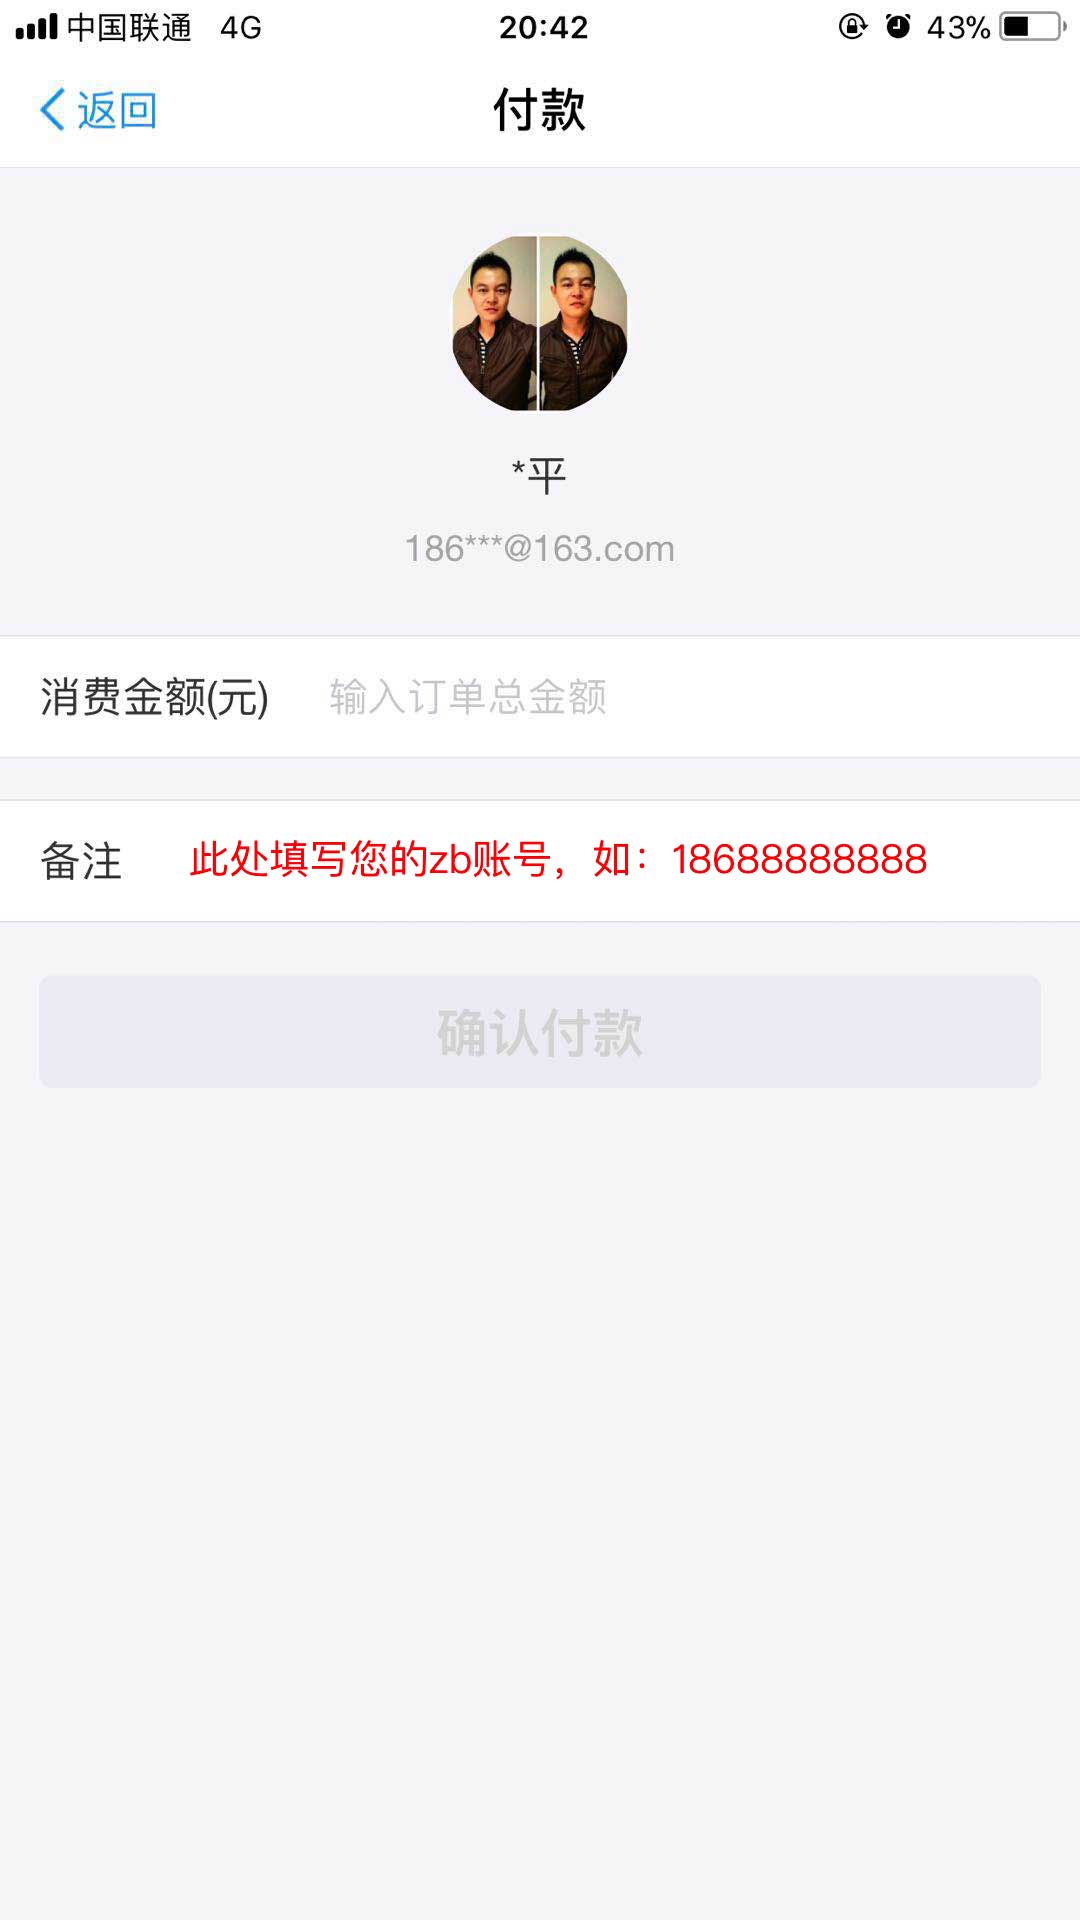 中国联通 4G 20:42 43%
返回 付款
*平
186***@163.com
消费金额(元) 输入订单总金额
备注 此处填写您的zb账号，如：18688888888
确认付款